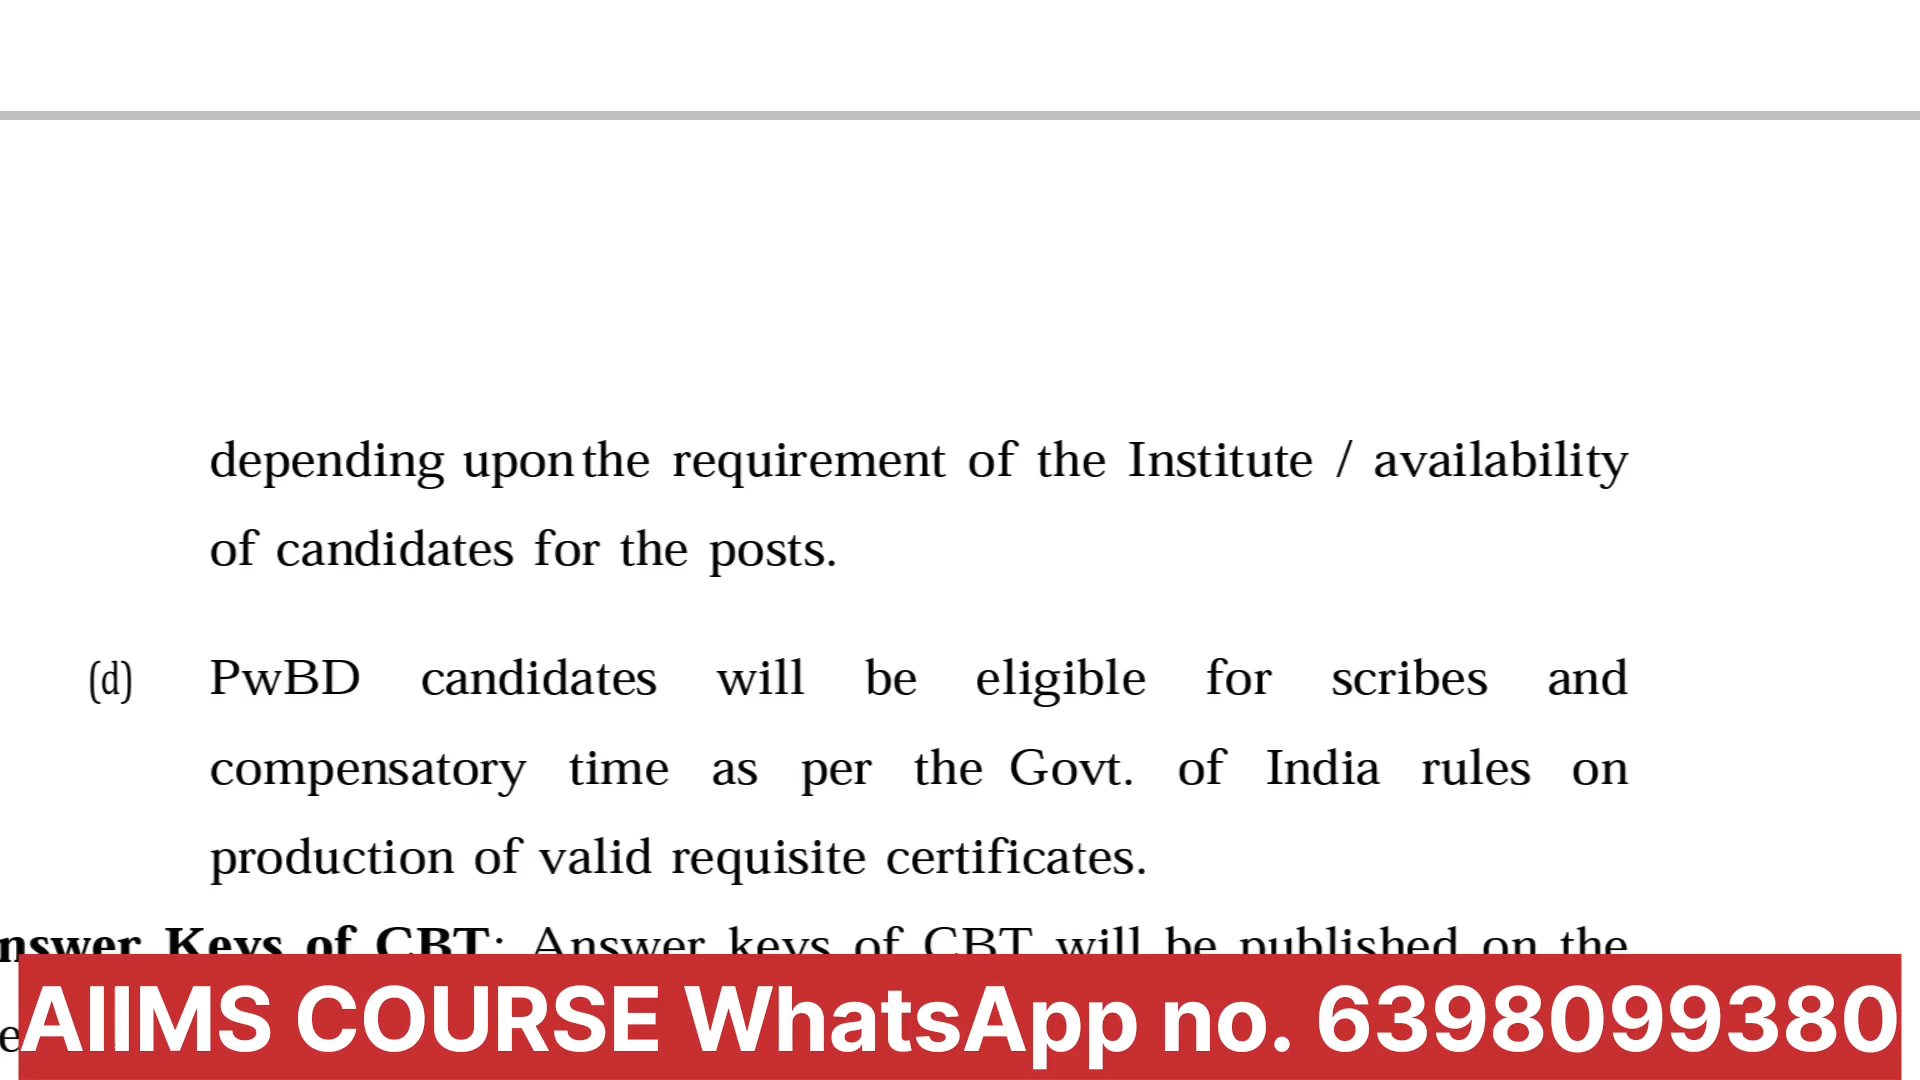 depending upon the requirement of the Institute / availability
of candidates for the posts.
(d) PwBD candidates will be eligible for scribes and
compensatory time as per the Govt. of India rules on
production of valid requisite certificates.
nswer Keys of CBT: Answer keys of CBT will be published on the
e
AIIMS COURSE WhatsApp no. 6398099380